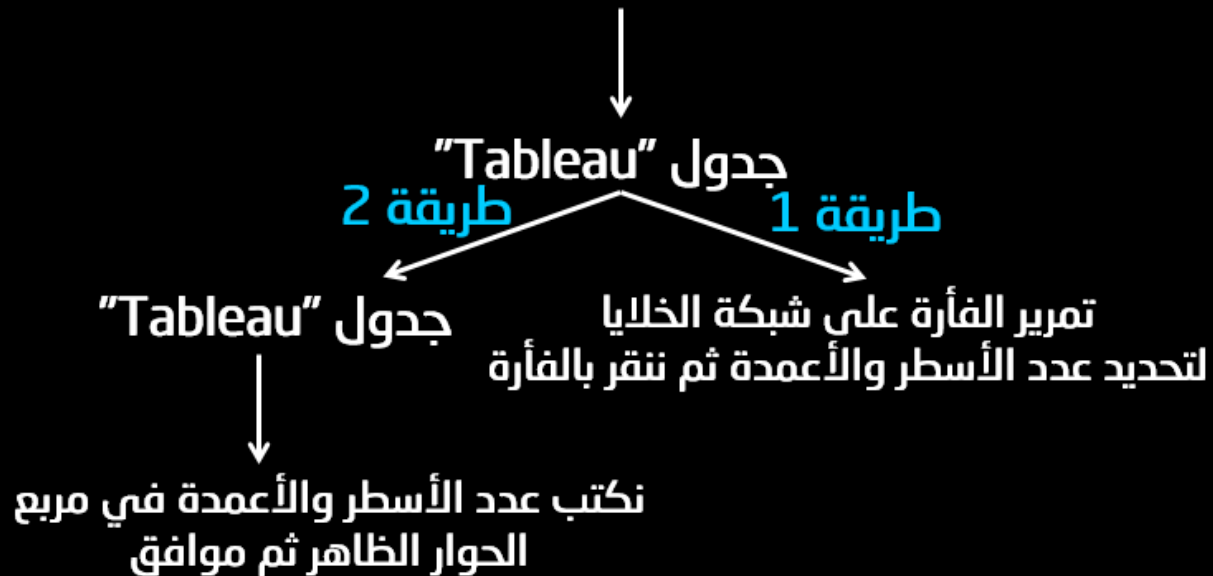 جدول "Tableau"
طريقة 1
طريقة 2
تمرير الفأرة على شبكة الخلايا
لتحديد عدد الأسطر والأعمدة ثم ننقر بالفأرة
جدول "Tableau"
نكتب عدد الأسطر والأعمدة في مربع
الحوار الظاهر ثم موافق